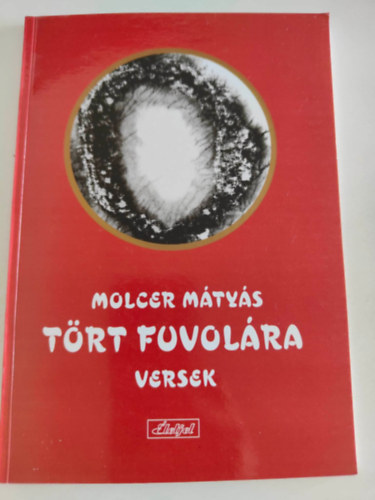 MOLCER MÁTYÁS
TÖRT FUVOLÁRA
VERSEK
Életjel